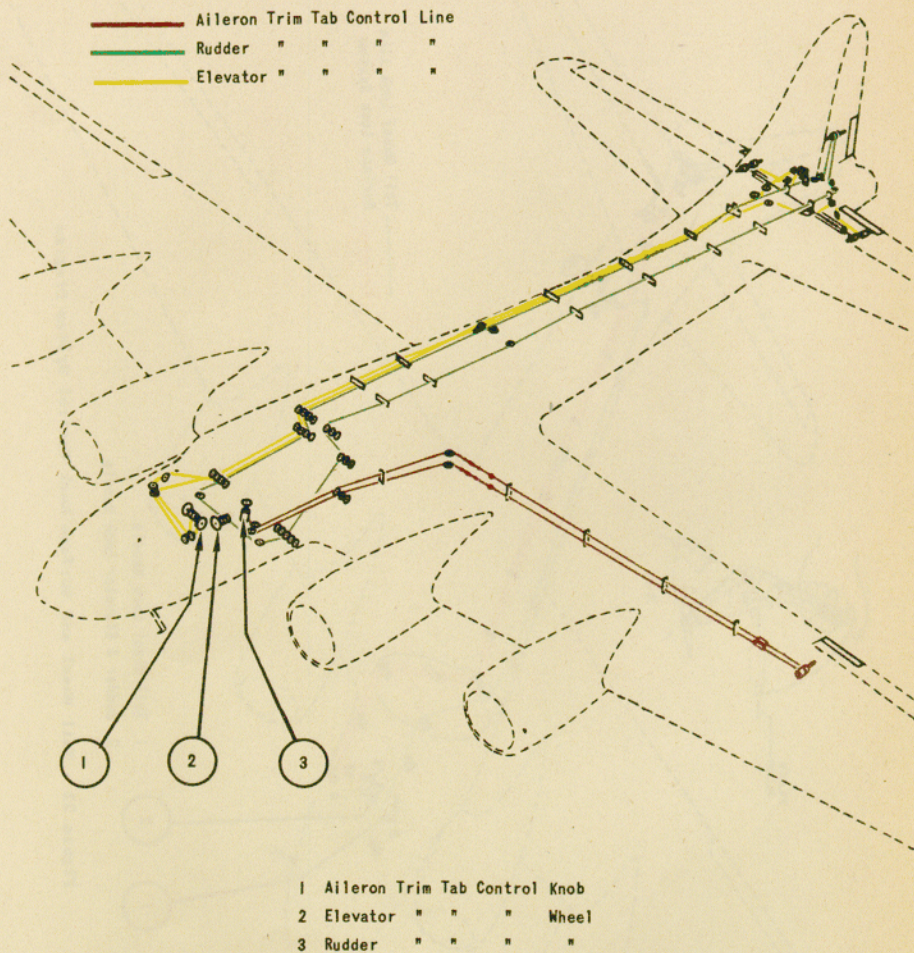 Aileron Trim Tab Control Line
Rudder " " " "
Elevator " " " "
1
2
3
1 Aileron Trim Tab Control Knob
2 Elevator " " " Wheel
3 Rudder " " " "